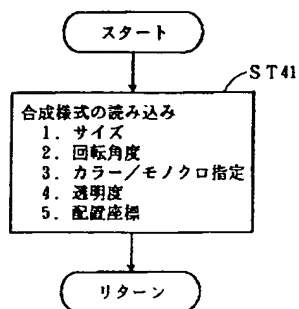 スタート
ST41
合成様式の読み込み
1. サイズ
2. 回転角度
3. カラー/モノクロ指定
4. 透明度
5. 配置座標
リターン